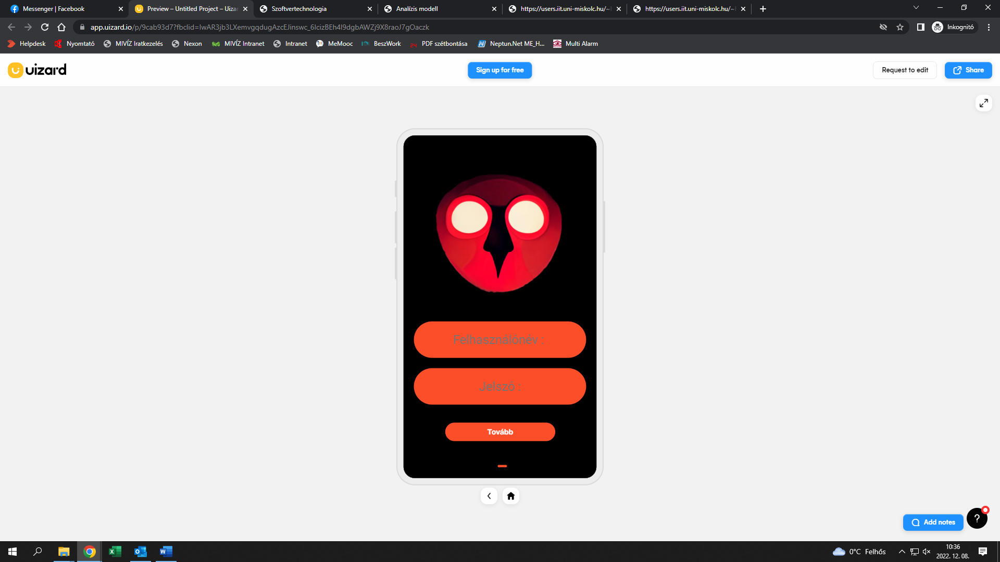 Messenger | Facebook
Preview – Untitled Project – Uizar
Szoftvertechnologia
Analízis modell
https://users.iit.uni-miskolc.hu/~
https://users.iit.uni-miskolc.hu/~
app.uizard.io/p/9cab93d7?fbclid=IwAR3jb3LXemvgqdugAzcEJinswc_6lcizBEh4I9dgbAWZj9X8raoJ7gOaczk
Inkognitó
Helpdesk
Nyomtató
MIVÍZ Iratkezelés
Nexon
MIVÍZ Intranet
Intranet
MeMooc
BeszWork
PDF szétbontása
Neptun.Net ME_H...
Multi Alarm
uizard
Sign up for free
Request to edit
Share
Felhasználónév :
Jelszó :
Tovább
Add notes
?
0°C Felhős
10:36
2022. 12. 08.